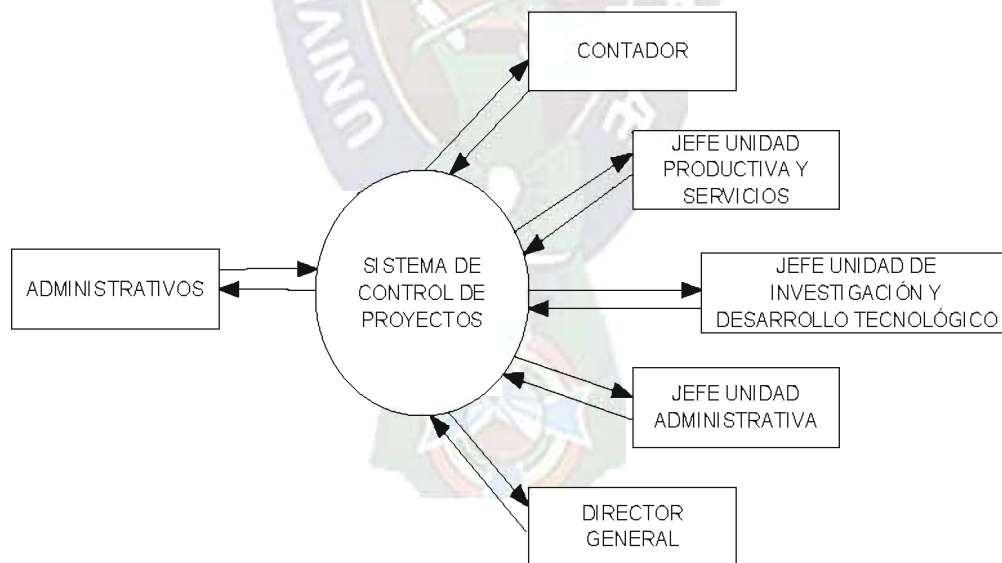 UNIV
CONTADOR
JEFE UNIDAD
PRODUCTIVA Y
SERVICIOS
ADMINISTRATIVOS
SISTEMA DE
CONTROL DE
PROYECTOS
JEFE UNIDAD DE
INVESTIGACIÓN Y
DESARROLLO TECNOLÓGICO
JEFE UNIDAD
ADMINISTRATIVA
DIRECTOR
GENERAL